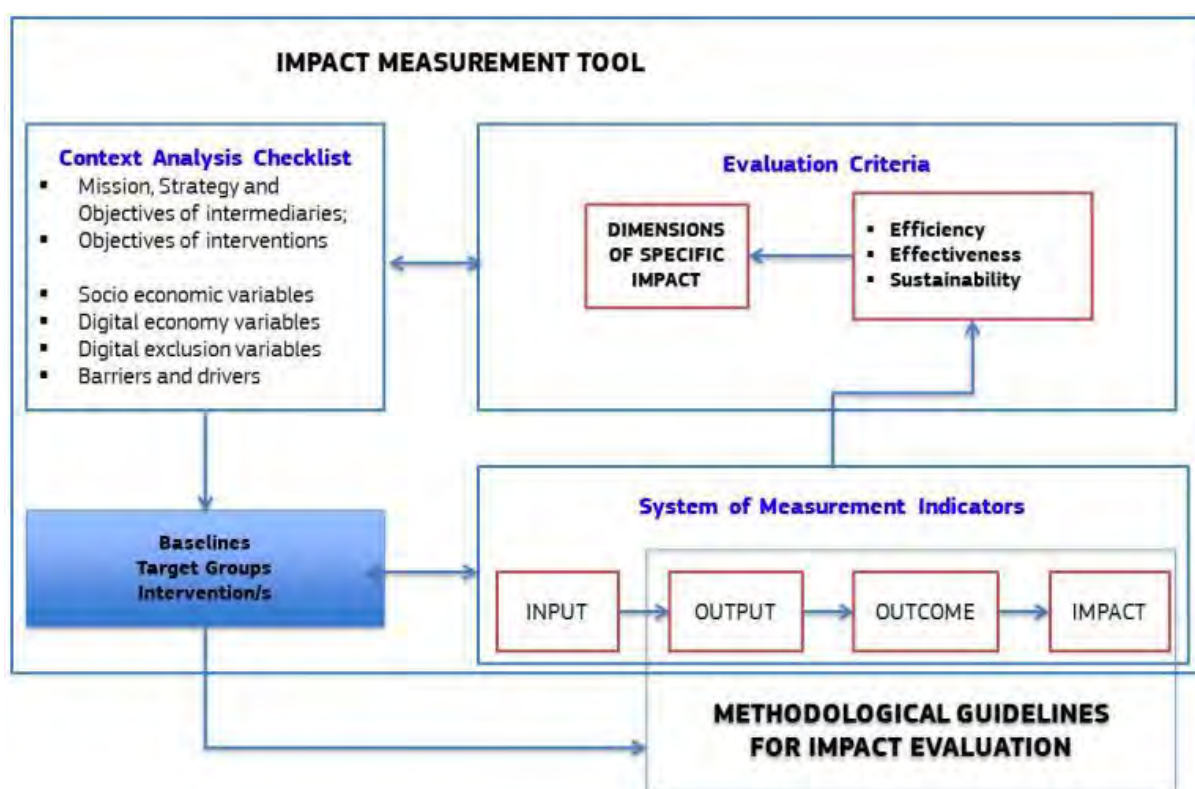 IMPACT MEASUREMENT TOOL
Context Analysis Checklist
▪ Mission, Strategy and
Objectives of intermediaries;
▪ Objectives of interventions
▪ Socio economic variables
▪ Digital economy variables
▪ Digital exclusion variables
▪ Barriers and drivers
Evaluation Criteria
DIMENSIONS
OF SPECIFIC
IMPACT
▪ Efficiency
▪ Effectiveness
▪ Sustainability
Baselines
Target Groups
Intervention/s
System of Measurement Indicators
INPUT
OUTPUT
OUTCOME
IMPACT
METHODOLOGICAL GUIDELINES
FOR IMPACT EVALUATION